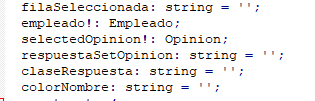 filaSeleccionada: string = '';
empleado!: Empleado;
selectedOpinion!: Opinion;
respuestaSetOpinion: string = '';
claseRespuesta: string = '';
colorNombre: string = '';